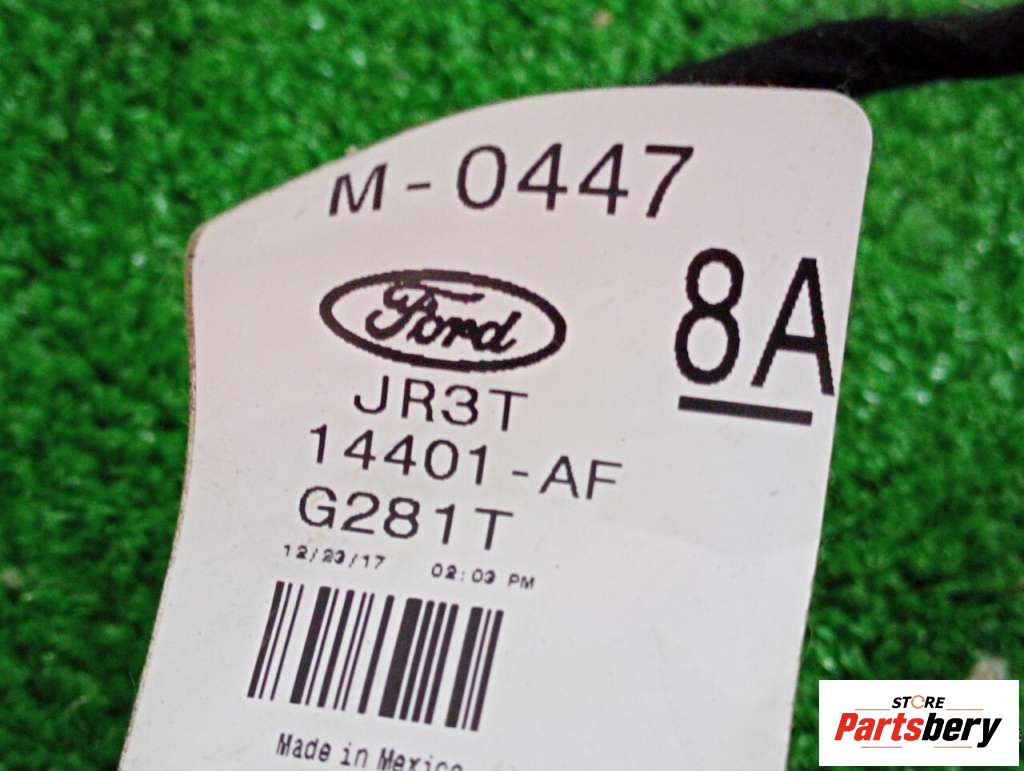 M-0447
8A
Ford
JR3T
14401-AF
G281T
12/23/17 02:03 PM
Made in Mexico
STORE
Partsbery